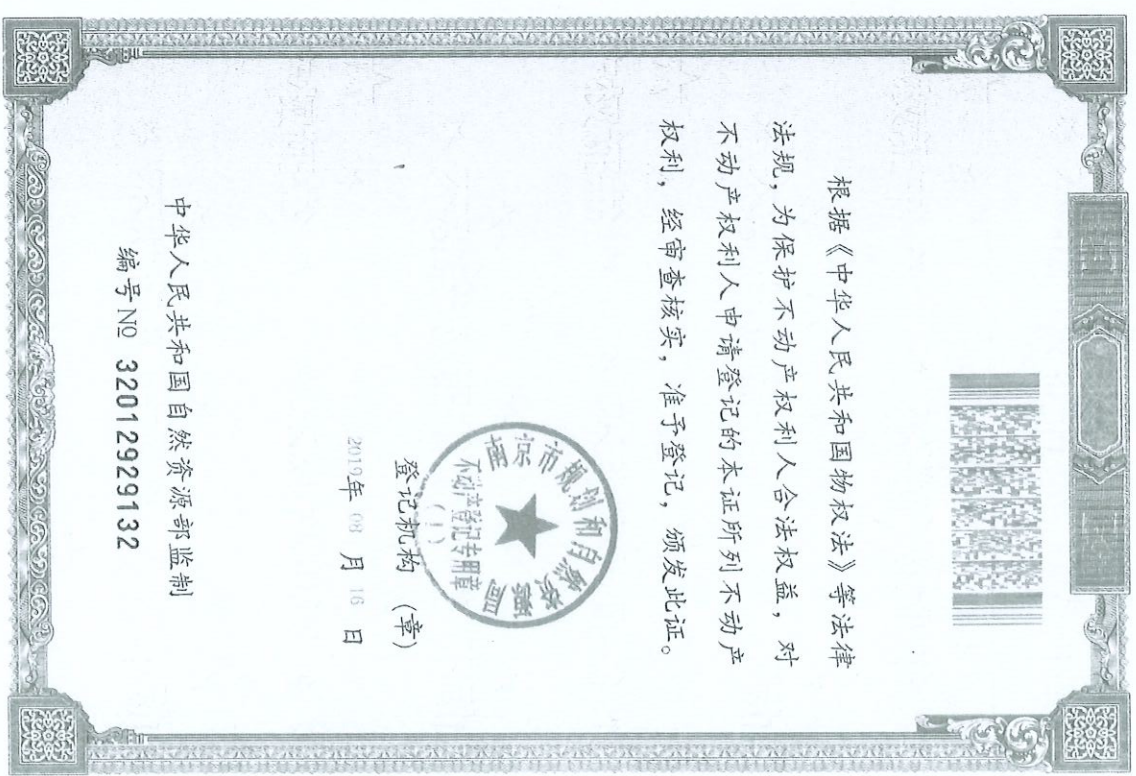 根据《中华人民共和国物权法》等法律
法规，为保护不动产权利人合法权益，对
不动产权利人申请登记的本证所列不动产
权利，经审查核实，准予登记，颁发此证。
南京市规划和自然资源局
不动产登记专用章
(1)
登记机构（章）
2019年 08 月 16 日
中华人民共和国自然资源部监制
编号№ 32012929132